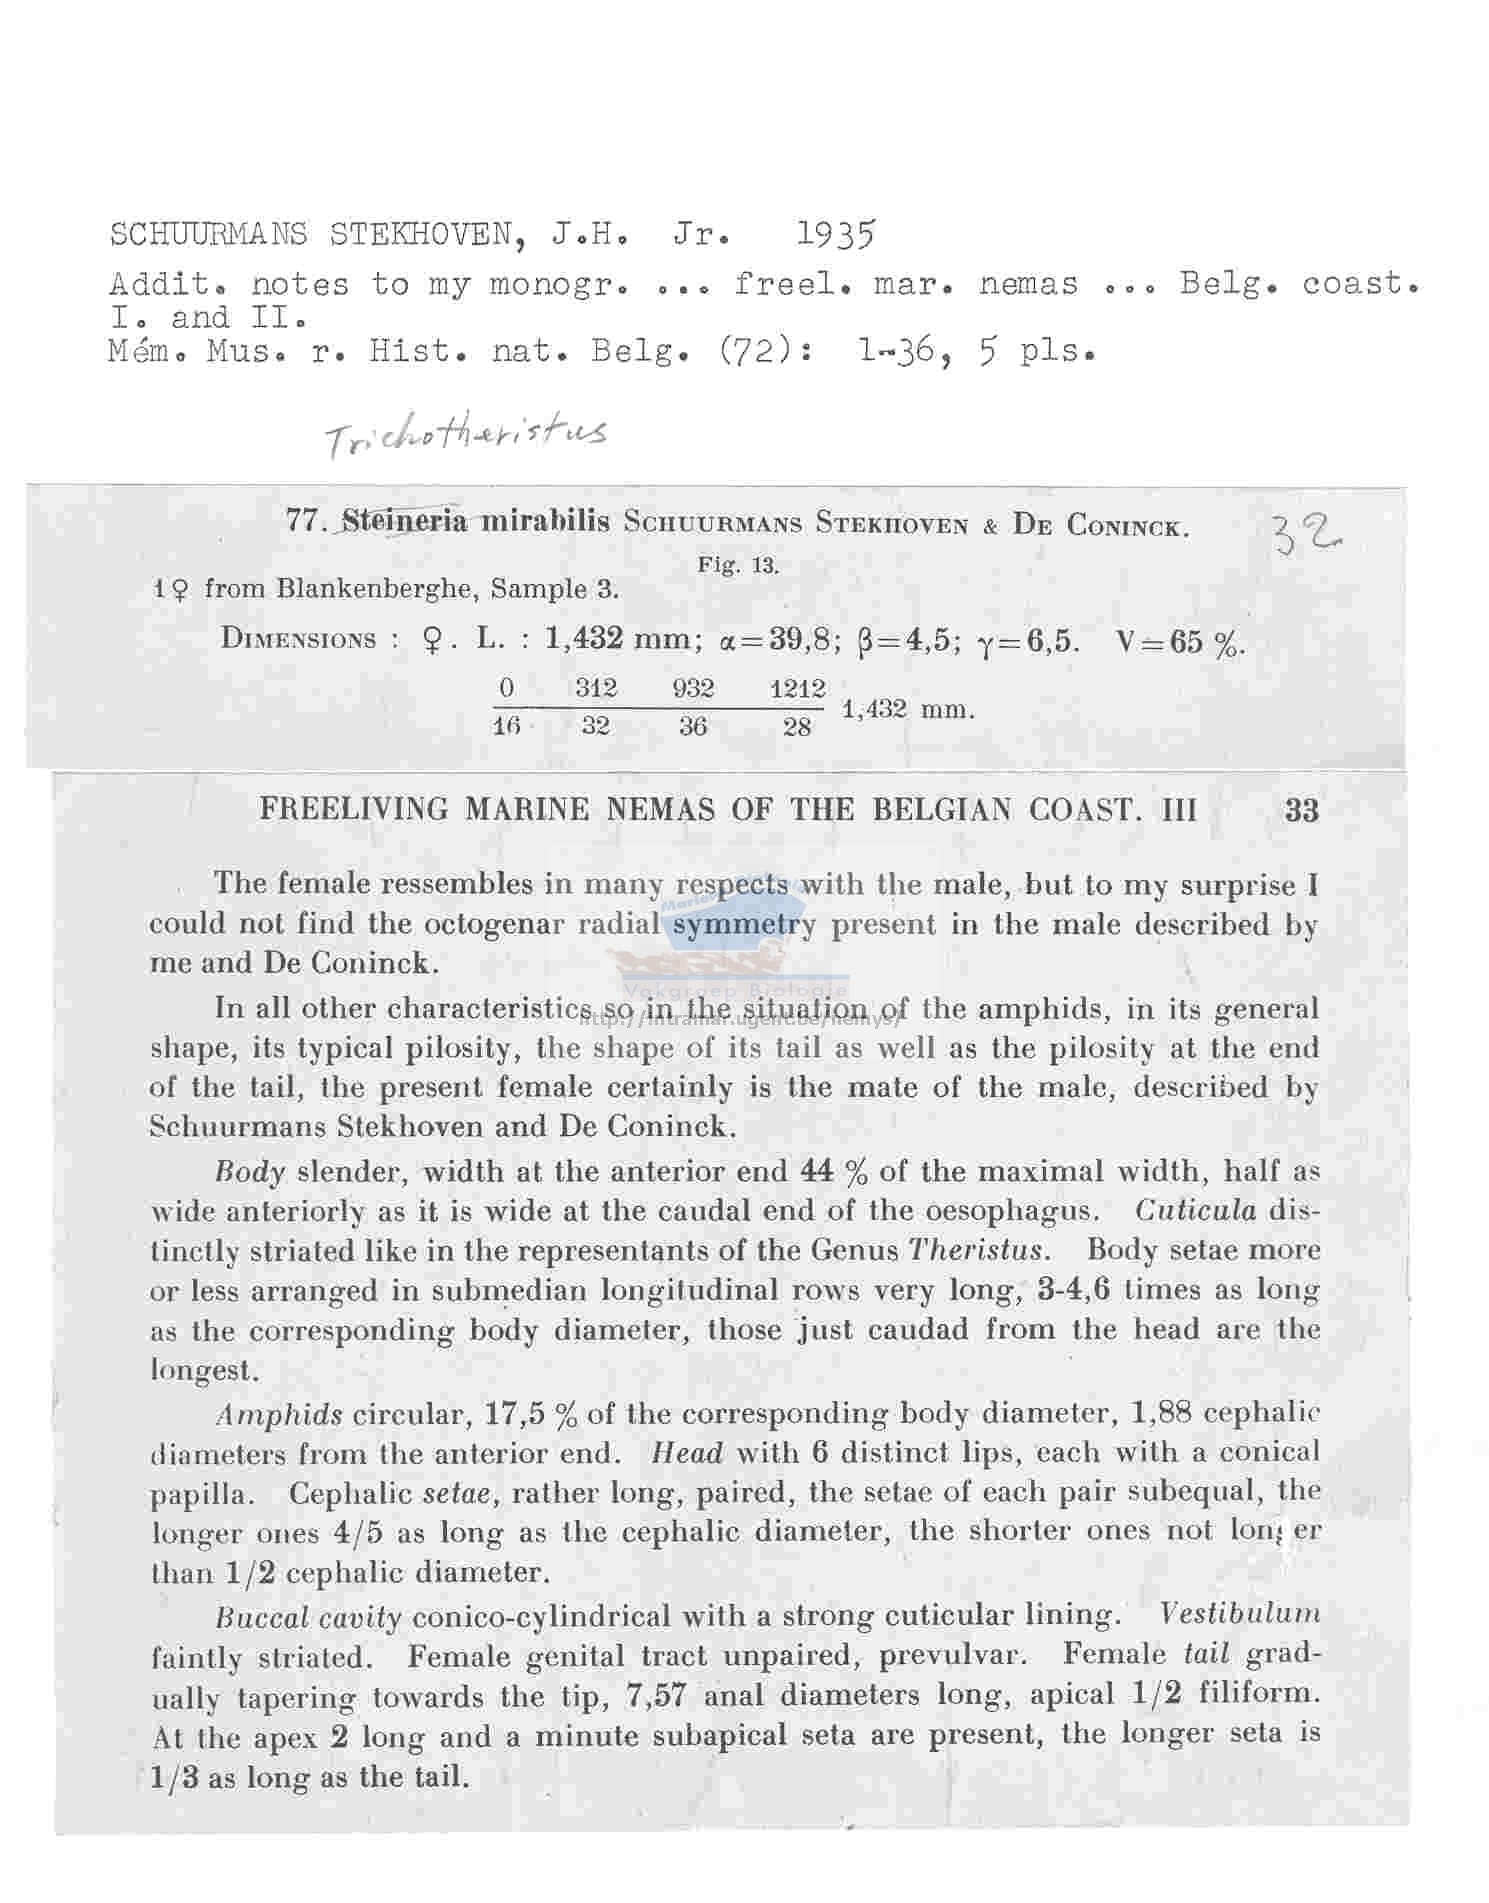 SCHUURMANS STEKHOVEN, J.H. Jr. 1935
Addit. notes to my monogr. ... freel. mar. nemas ... Belg. coast.
I. and II.
Mém. Mus. r. Hist. nat. Belg. (72): 1-36, 5 pls.
Trichotheristus
77. Steineria mirabilis SCHUURMANS STEKHOVEN & DE CONINCK.
32
Fig. 13.
1 ♀ from Blankenberghe, Sample 3.
DIMENSIONS : ♀. L. : 1,432 mm; α=39,8; β=4,5; γ=6,5. V=65 %.
0 312 932 1212
1,432 mm.
16 32 36 28
FREELIVING MARINE NEMAS OF THE BELGIAN COAST. III 33
The female ressembles in many respects with the male, but to my surprise I
could not find the octogenar radial symmetry present in the male described by
me and De Coninck.
Vakgroep Biologie
In all other characteristics so in the situation of the amphids, in its general
http://intramar.ugent.be/nemys/
shape, its typical pilosity, the shape of its tail as well as the pilosity at the end
of the tail, the present female certainly is the mate of the male, described by
Schuurmans Stekhoven and De Coninck.
Body slender, width at the anterior end 44 % of the maximal width, half as
wide anteriorly as it is wide at the caudal end of the oesophagus. Cuticula dis-
tinctly striated like in the representants of the Genus Theristus. Body setae more
or less arranged in submedian longitudinal rows very long, 3-4,6 times as long
as the corresponding body diameter, those just caudad from the head are the
longest.
Amphids circular, 17,5 % of the corresponding body diameter, 1,88 cephalic
diameters from the anterior end. Head with 6 distinct lips, each with a conical
papilla. Cephalic setae, rather long, paired, the setae of each pair subequal, the
longer ones 4/5 as long as the cephalic diameter, the shorter ones not longer
than 1/2 cephalic diameter.
Buccal cavity conico-cylindrical with a strong cuticular lining. Vestibulum
faintly striated. Female genital tract unpaired, prevulvar. Female tail grad-
ually tapering towards the tip, 7,57 anal diameters long, apical 1/2 filiform.
At the apex 2 long and a minute subapical seta are present, the longer seta is
1/3 as long as the tail.